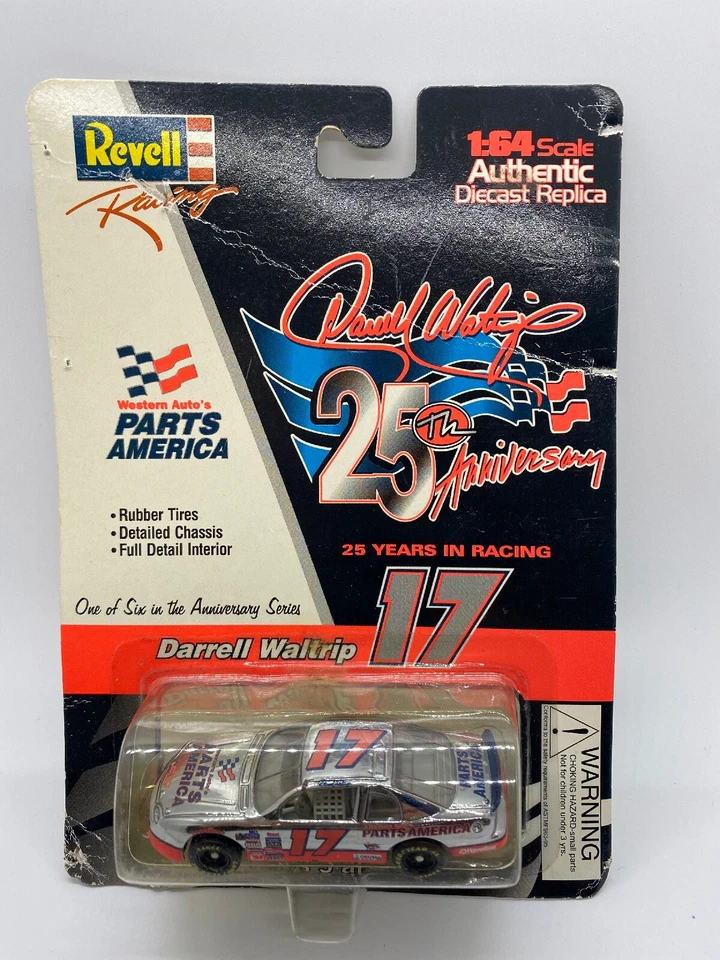 Revell
Racing
1:64 Scale
Authentic
Diecast Replica
Darrell Waltrip
25th
Anniversary
Western Auto's
PARTS
AMERICA
• Rubber Tires
• Detailed Chassis
• Full Detail Interior
25 YEARS IN RACING
17
One of Six in the Anniversary Series
Darrell Waltrip
17
PARTS
AMERICA
PARTS
AMERICA
17
PARTS AMERICA
WARNING
CHOKING HAZARD-small parts
Not for children under 3 yrs.